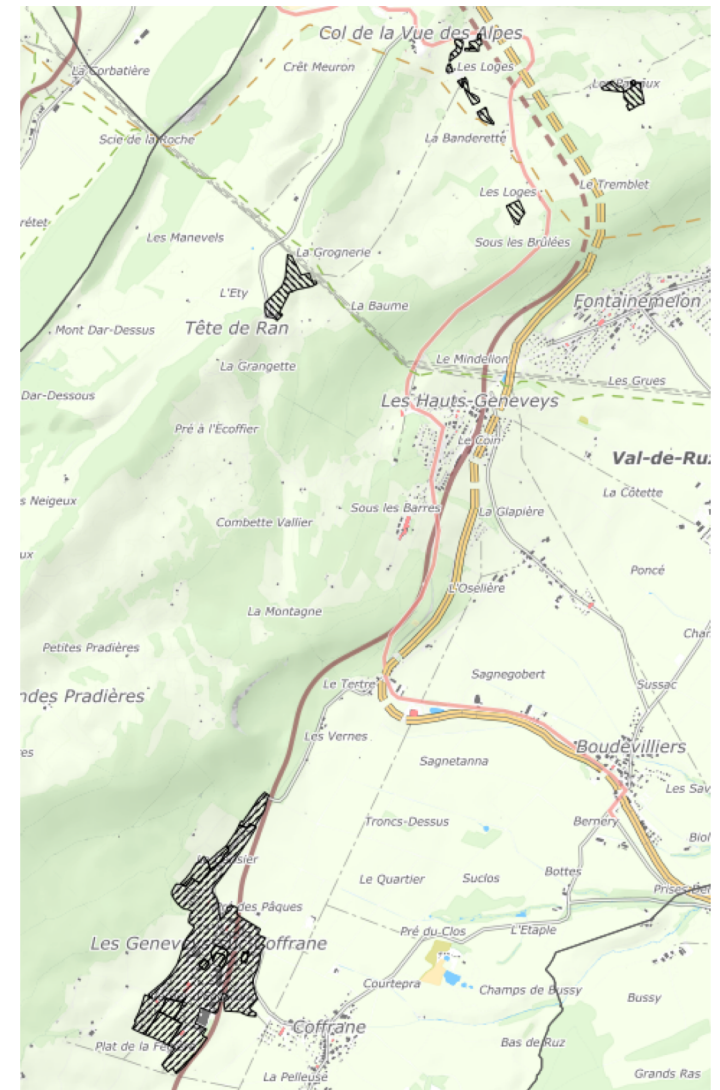 Col de la Vue des Alpes
La Corbatière
Crêt Meuron
Les Loges
Scie de la Roche
La Banderette
Les Loges
Le Tremblet
rétet
Les Manevels
Sous les Brûlées
La Grognerie
L'Ety
La Baume
Fontainemelon
Mont Dar-Dessus
Tête de Ran
Le Mindelion
La Grangette
Les Grues
Dar-Dessous
Les Hauts-Geneveys
Pré à l'Ecoffier
Le Coin
Val-de-Ruz
s Neigeux
La Côtette
Combette Vallier
Sous les Barres
La Glapière
ux
Poncé
L'Oselière
La Montagne
Petites Pradières
Char
Le Tertre
Sagnegobert
Sussac
ndes Pradières
Les Vernes
Boudevilliers
es
Sagnetanna
Les Sav
Troncs-Dessus
Bernery
Biol
Le Quartier
Suclos
Bottes
des Pâques
Pré du Clos
L'Etaple
Les Geneveys Coffrane
Courtepra
Champs de Bussy
Bussy
Coffrane
Bas de Ruz
Plat de la
La Pelleuse
Grands Ras